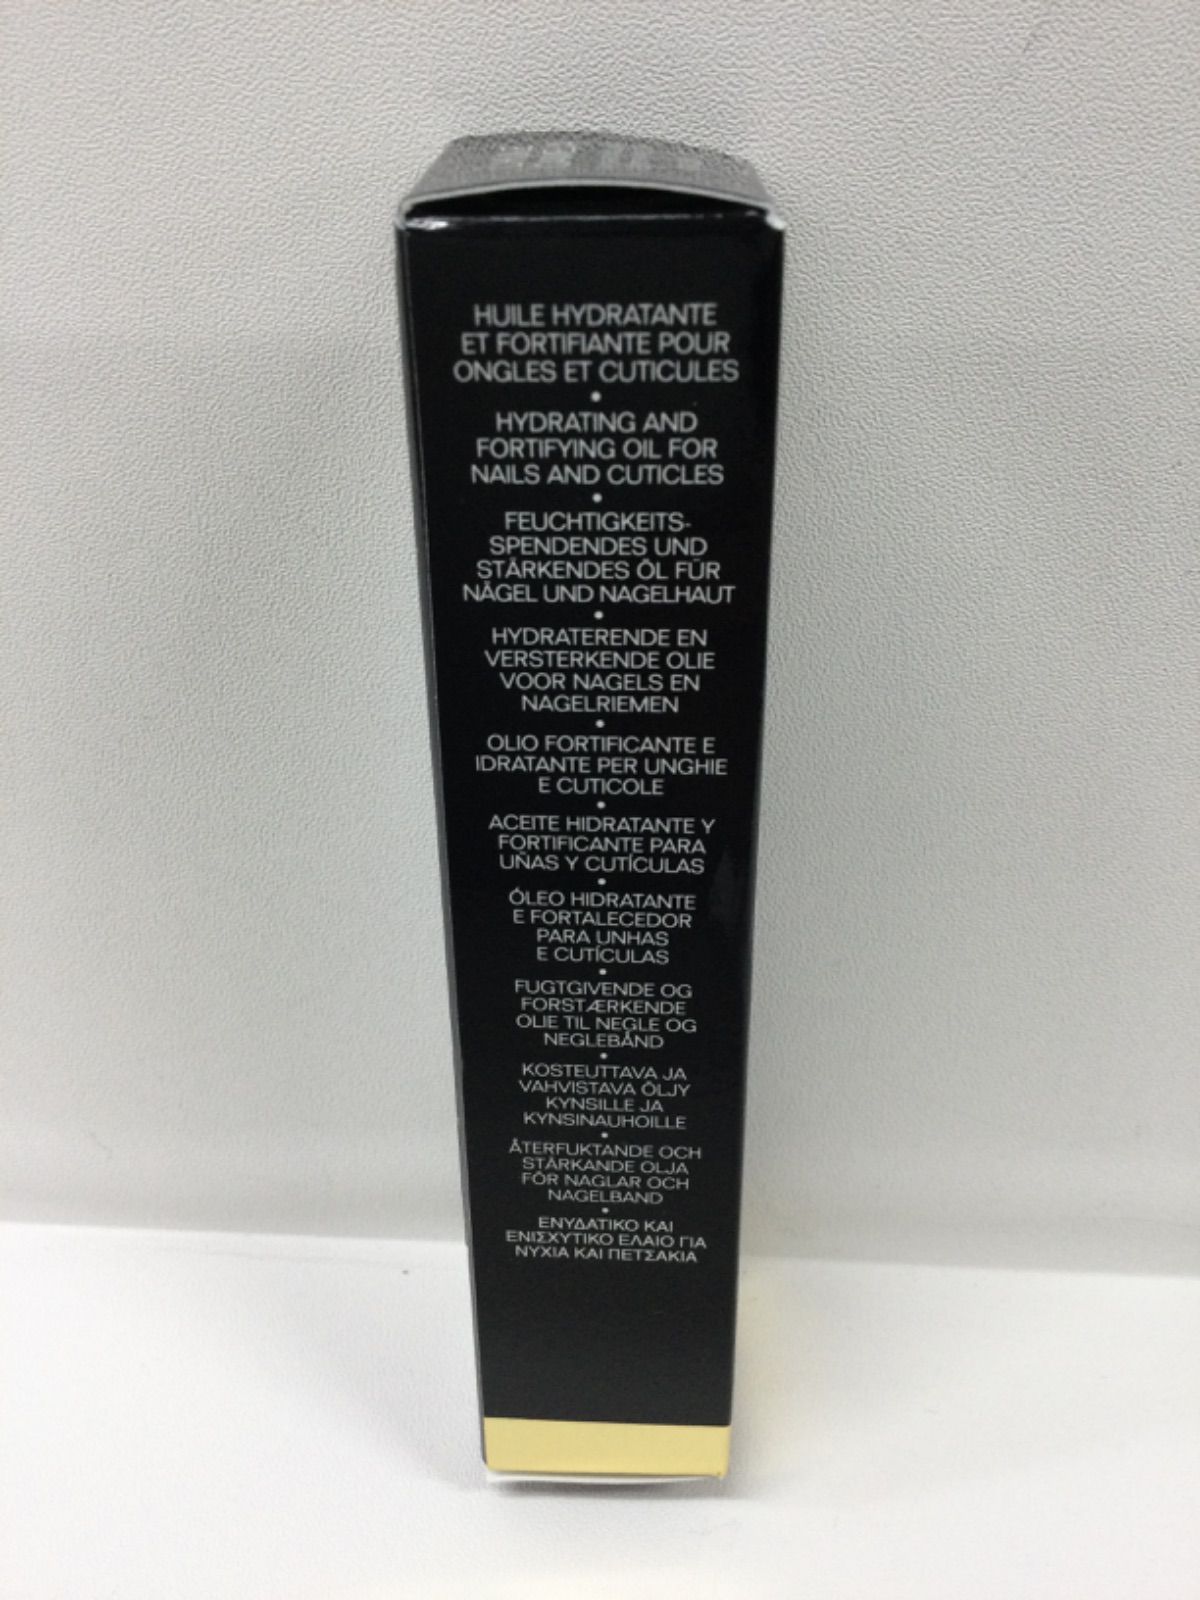 HUILE HYDRATANTE
ET FORTIFIANTE POUR
ONGLES ET CUTICULES
•
HYDRATING AND
FORTIFYING OIL FOR
NAILS AND CUTICLES
•
FEUCHTIGKEITS-
SPENDENDES UND
STÄRKENDES ÖL FÜR
NÄGEL UND NAGELHAUT
•
HYDRATERENDE EN
VERSTERKENDE OLIE
VOOR NAGELS EN
NAGELRIEMEN
•
OLIO FORTIFICANTE E
IDRATANTE PER UNGHIE
E CUTICOLE
•
ACEITE HIDRATANTE Y
FORTIFICANTE PARA
UÑAS Y CUTÍCULAS
•
ÓLEO HIDRATANTE
E FORTALECEDOR
PARA UNHAS
E CUTÍCULAS
•
FUGTGIVENDE OG
FORSTÆRKENDE
OLIE TIL NEGLE OG
NEGLEBÅND
•
KOSTEUTTAVA JA
VAHVISTAVA ÖLJY
KYNSILLE JA
KYNSINAUHOILLE
•
ÅTERFUKTANDE OCH
STÄRKANDE OLJA
FÖR NAGLAR OCH
NAGELBAND
•
ΕΝΥΔΑΤΙΚΟ ΚΑΙ
ΕΝΙΣΧΥΤΙΚΟ ΕΛΑΙΟ ΓΙΑ
ΝΥΧΙΑ ΚΑΙ ΠΕΤΣΑΚΙΑ